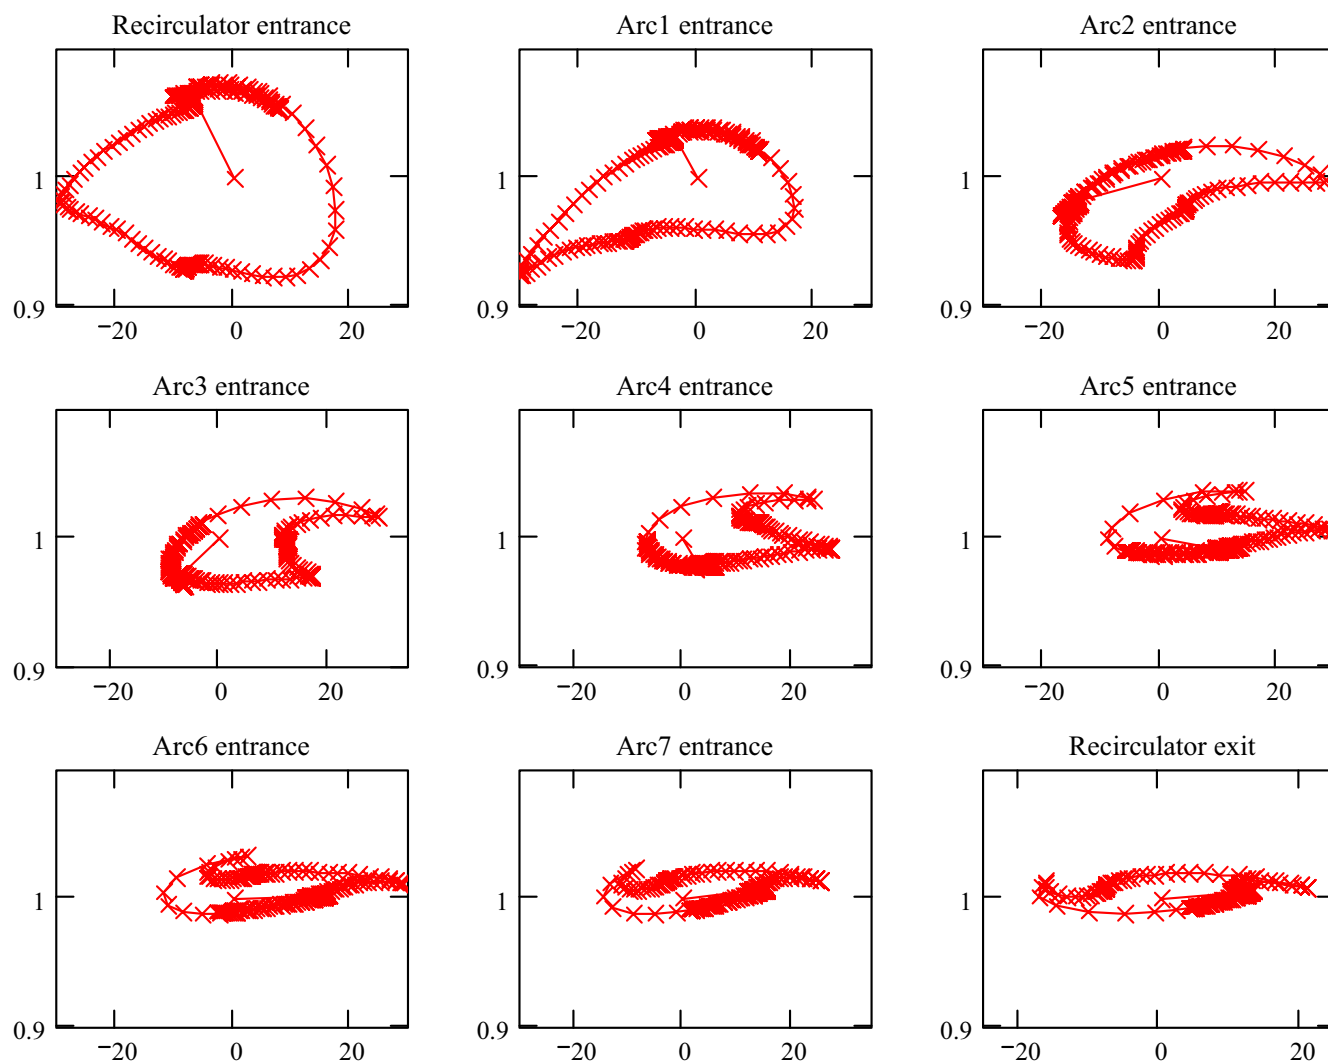 Recirculator entrance
Arc1 entrance
Arc2 entrance
1
1
1
0.9
0.9
0.9
−20 0 20
−20 0 20
−20 0 20
Arc3 entrance
Arc4 entrance
Arc5 entrance
1
1
1
0.9
0.9
0.9
−20 0 20
−20 0 20
−20 0 20
Arc6 entrance
Arc7 entrance
Recirculator exit
1
1
1
0.9
0.9
0.9
−20 0 20
−20 0 20
−20 0 20